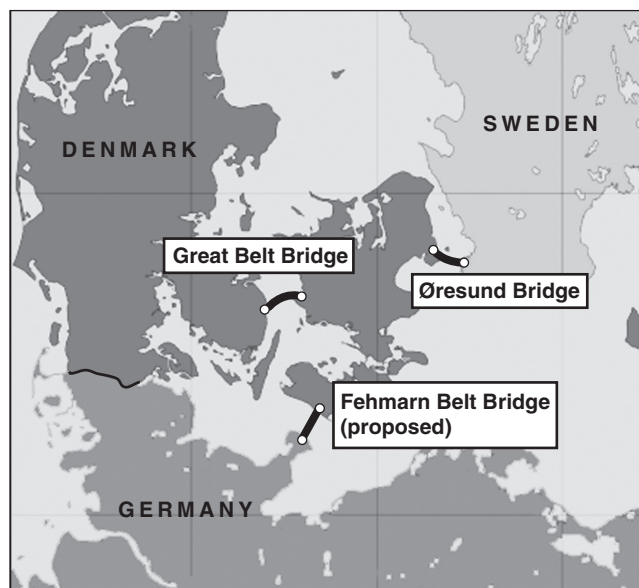 SWEDEN
DENMARK
Great Belt Bridge
Øresund Bridge
Fehmarn Belt Bridge
(proposed)
GERMANY